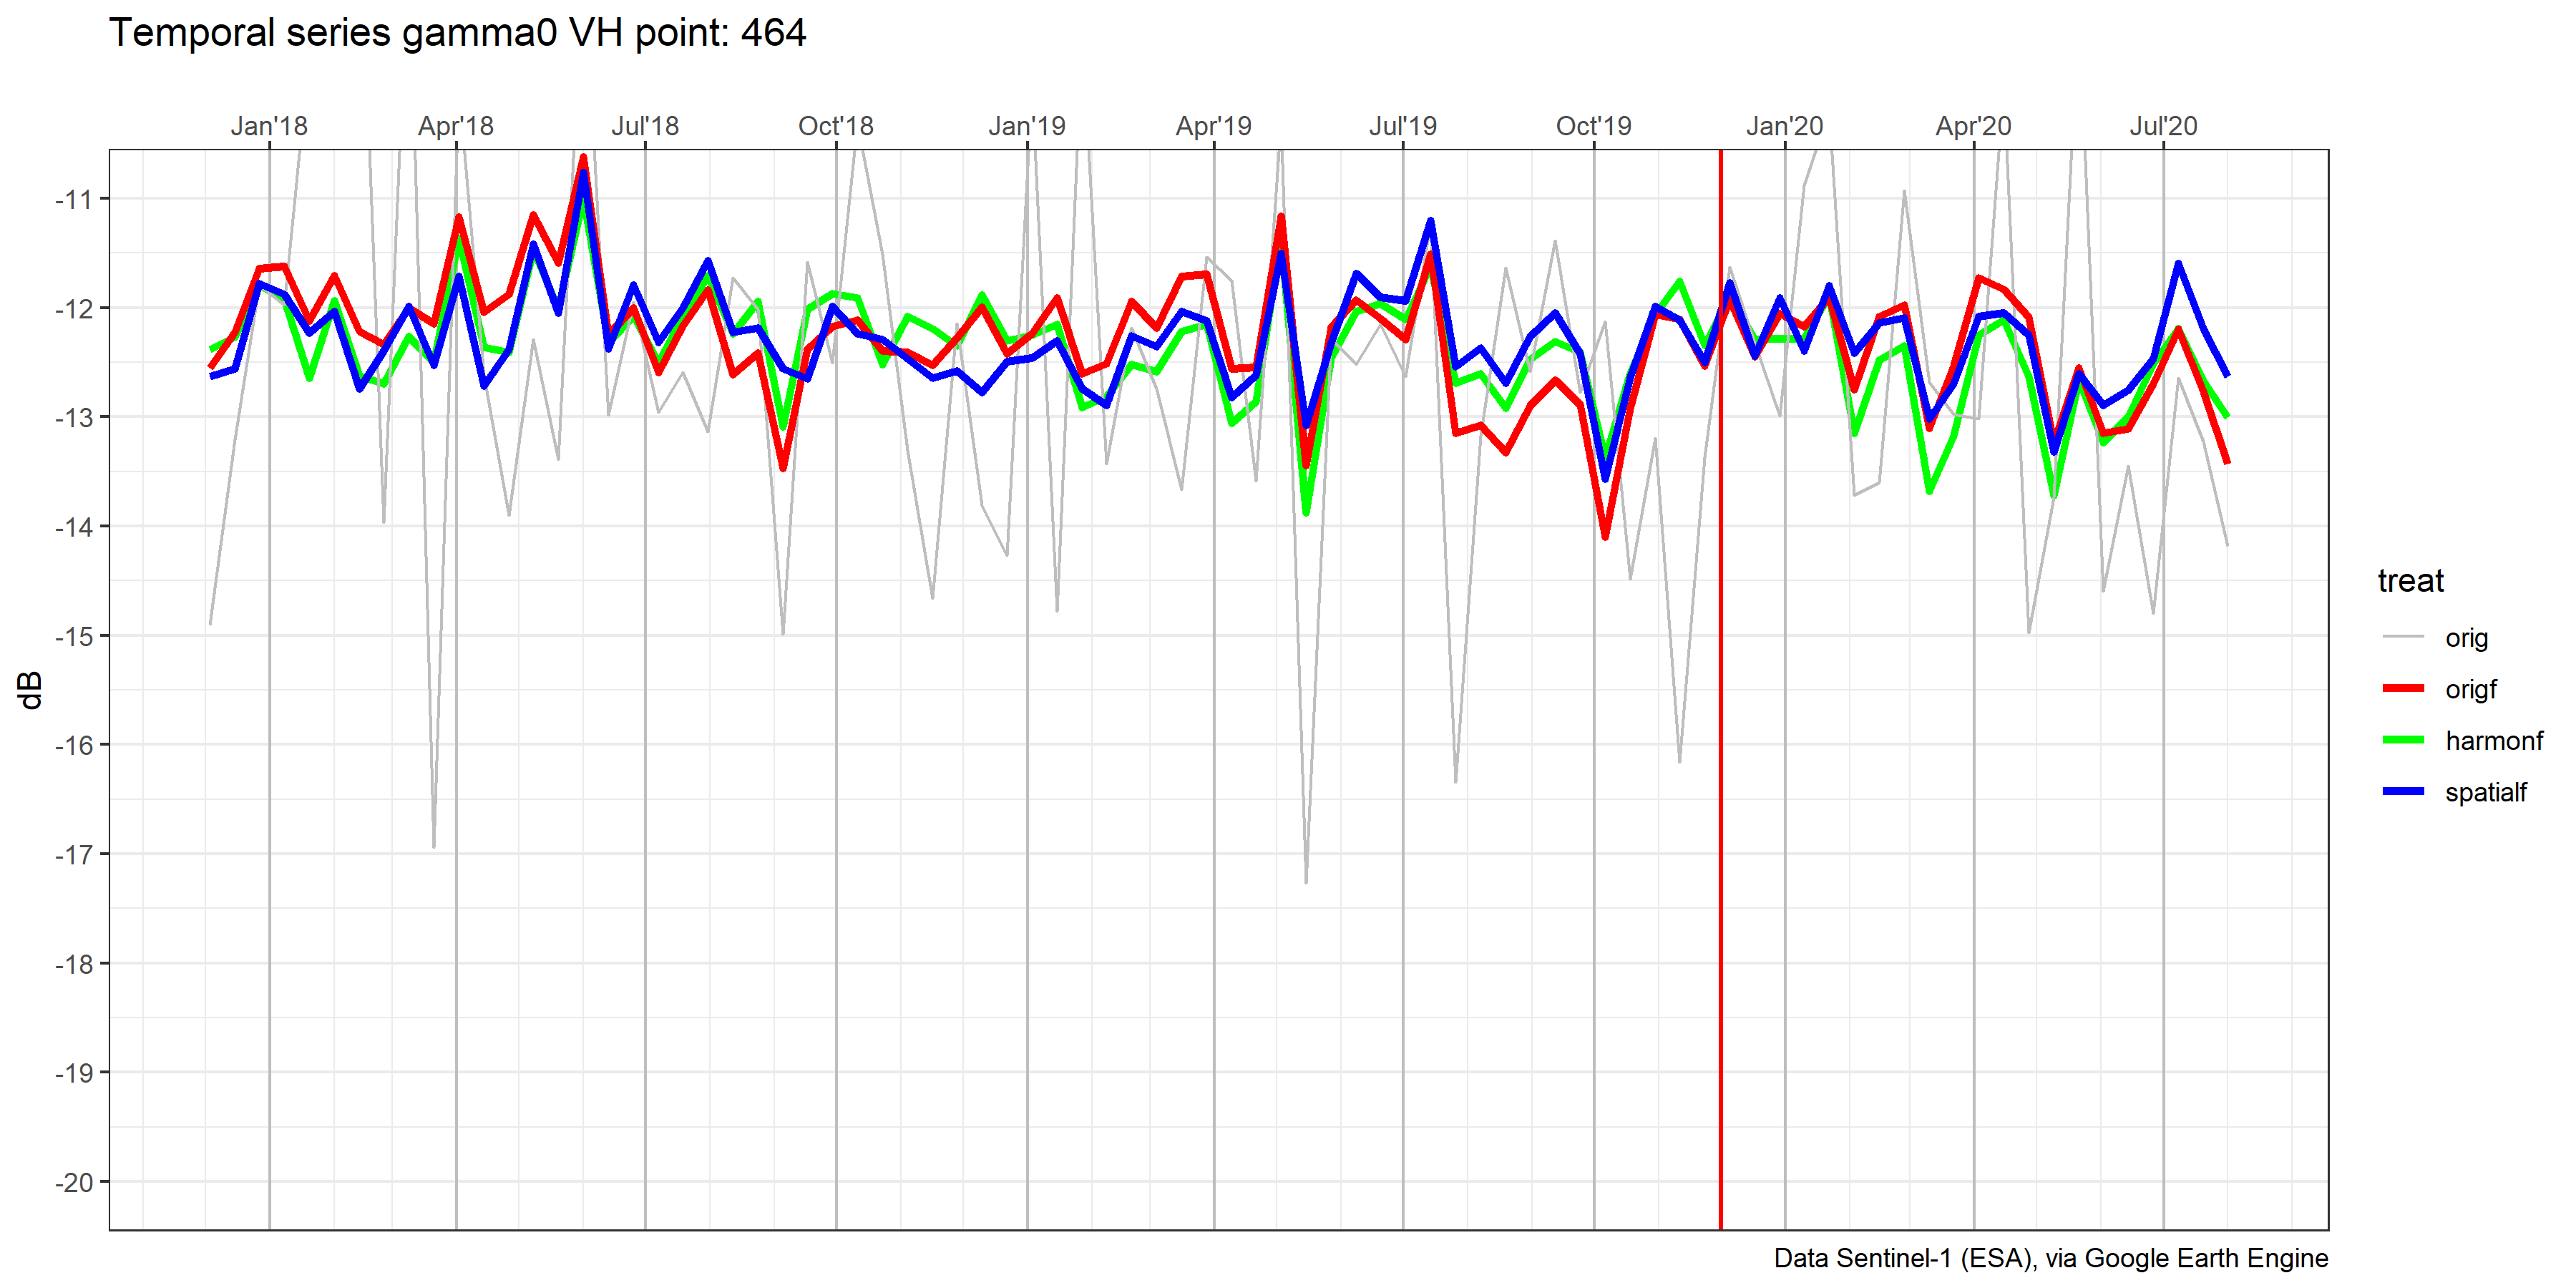 Temporal series gamma0 VH point: 464
Jan'18 Apr'18 Jul'18 Oct'18 Jan'19 Apr'19 Jul'19 Oct'19 Jan'20 Apr'20 Jul'20
-11
-12
-13
-14
-15
-16
-17
-18
-19
-20
dB
treat
orig
origf
harmonf
spatialf
Data Sentinel-1 (ESA), via Google Earth Engine